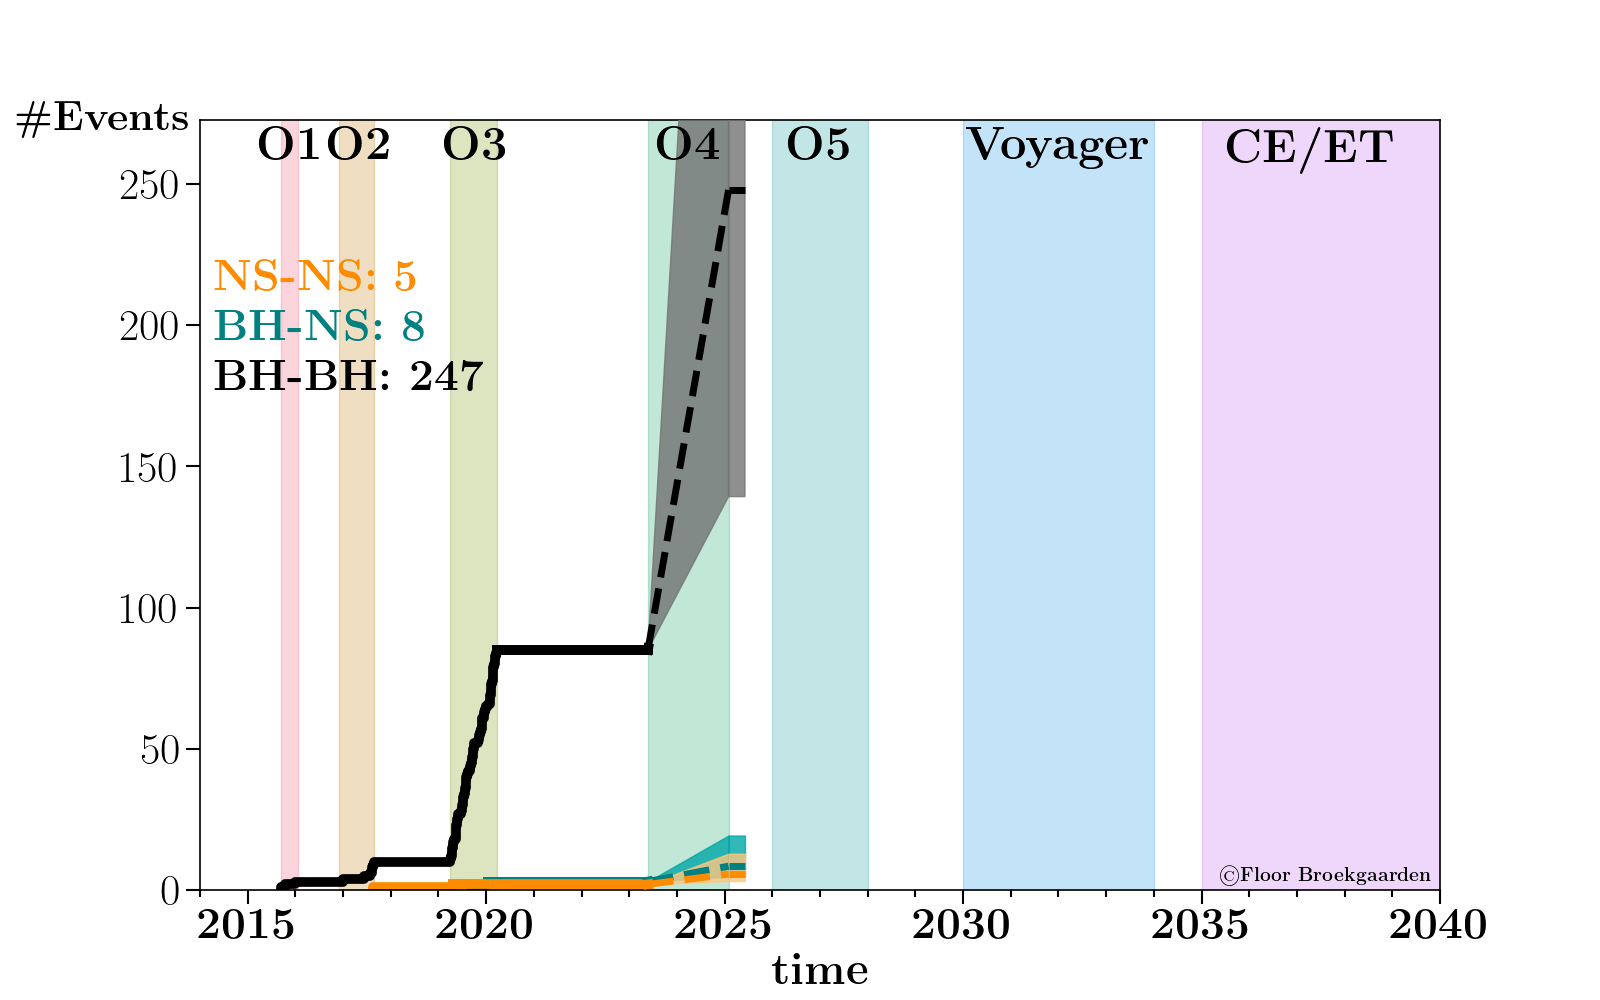 #Events
O1 O2 O3 O4 O5 Voyager CE/ET
250
NS-NS: 5
200
BH-NS: 8
BH-BH: 247
150
100
50
0
©Floor Broekgaarden
2015 2020 2025 2030 2035 2040
time